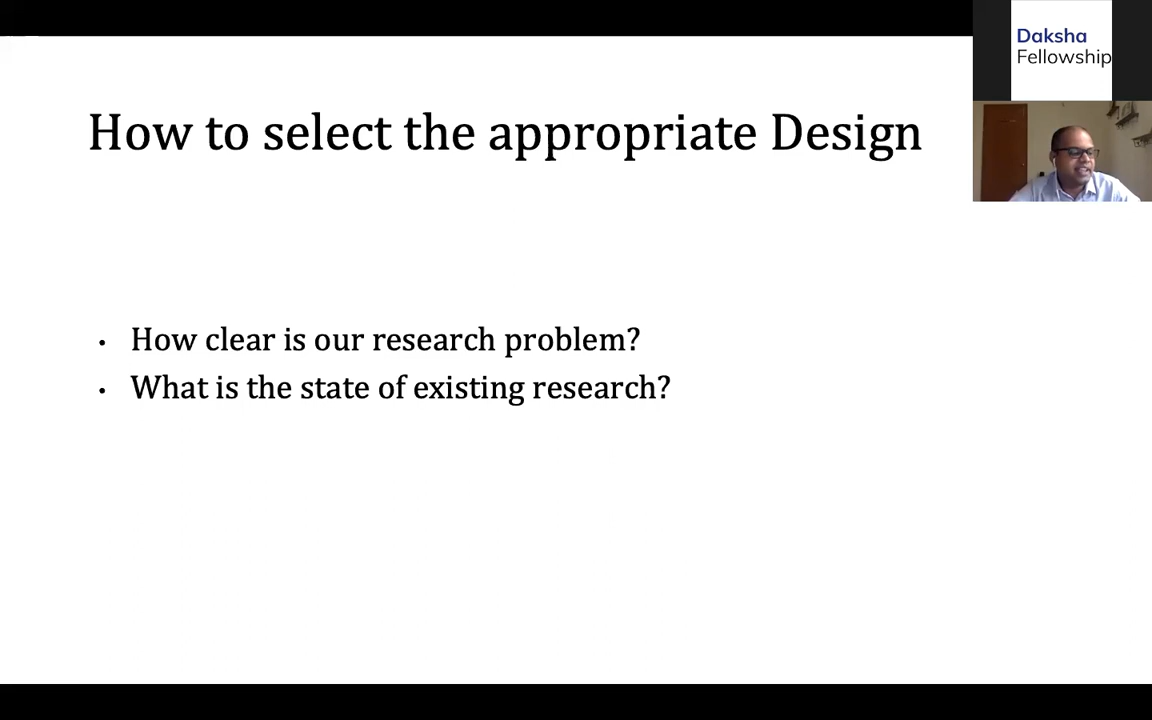 Daksha
Fellowship
How to select the appropriate Design
• How clear is our research problem?
• What is the state of existing research?